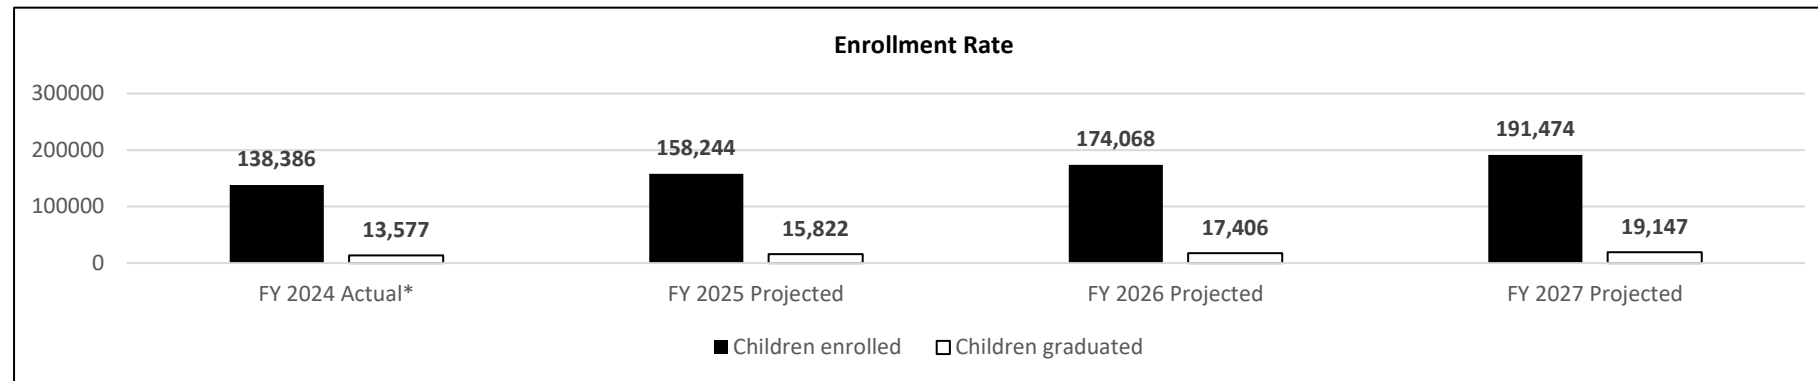 Enrollment Rate
300000
200000
100000
0
138,386
13,577
158,244
15,822
174,068
17,406
191,474
19,147
FY 2024 Actual*
FY 2025 Projected
FY 2026 Projected
FY 2027 Projected
Children enrolled
Children graduated